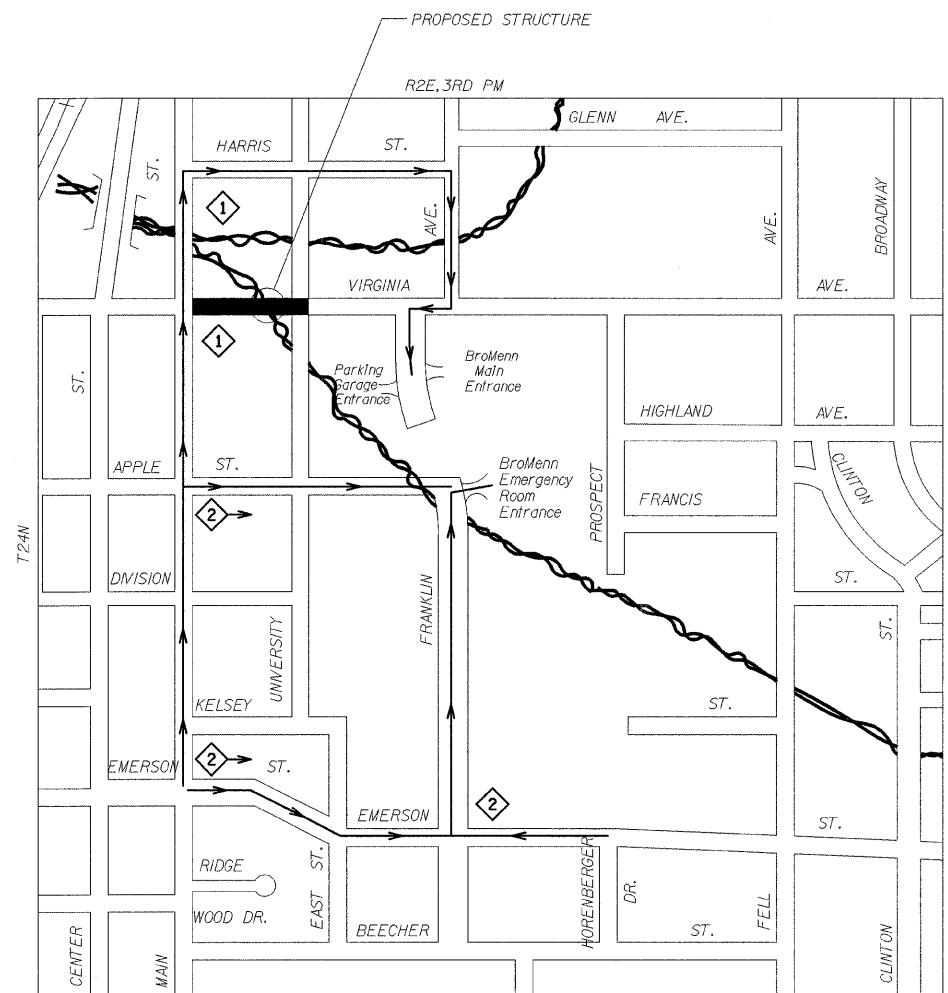 PROPOSED STRUCTURE
R2E,3RD PM
GLENN AVE.
HARRIS ST.
ST.
1
AVE.
AVE.
BROADWAY
VIRGINIA
AVE.
1
ST.
Parking
Garage
Entrance
BroMenn
Main
Entrance
HIGHLAND AVE.
APPLE ST.
BroMenn
Emergency
Room
Entrance
CLINTON
PROSPECT
FRANCIS
2
T24N
DIVISION
ST.
FRANKLIN
UNIVERSITY
ST.
KELSEY
ST.
2
EMERSON
ST.
2
EMERSON
ST.
RIDGE
WOOD DR.
EAST ST.
HORENBERGER
DR.
FELL
BEECHER
ST.
CENTER
MAIN
CLINTON